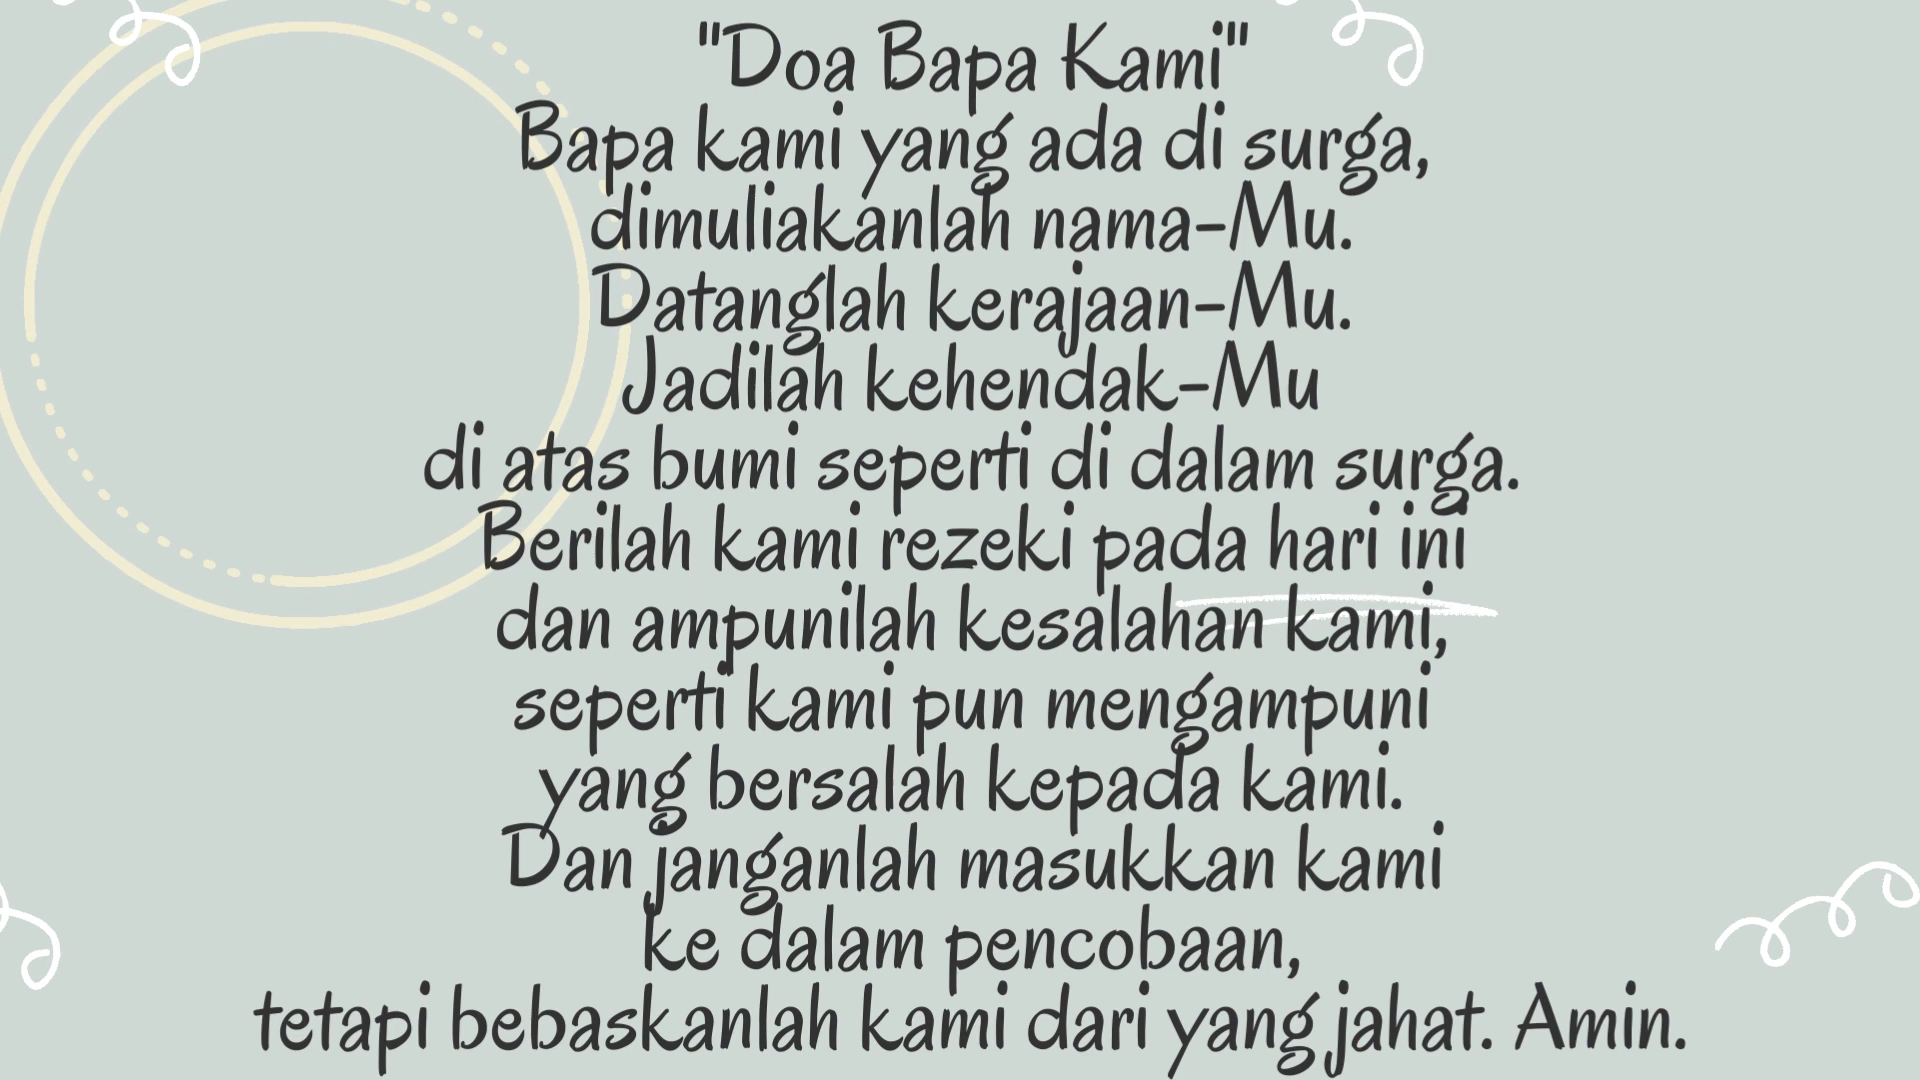 "Doa Bapa Kami"
Bapa kami yang ada di surga,
dimuliakanlah nama-Mu.
Datanglah kerajaan-Mu.
Jadilah kehendak-Mu
di atas bumi seperti di dalam surga.
Berilah kami rezeki pada hari ini
dan ampunilah kesalahan kami,
seperti kami pun mengampuni
yang bersalah kepada kami.
Dan janganlah masukkan kami
ke dalam pencobaan,
tetapi bebaskanlah kami dari yang jahat. Amin.